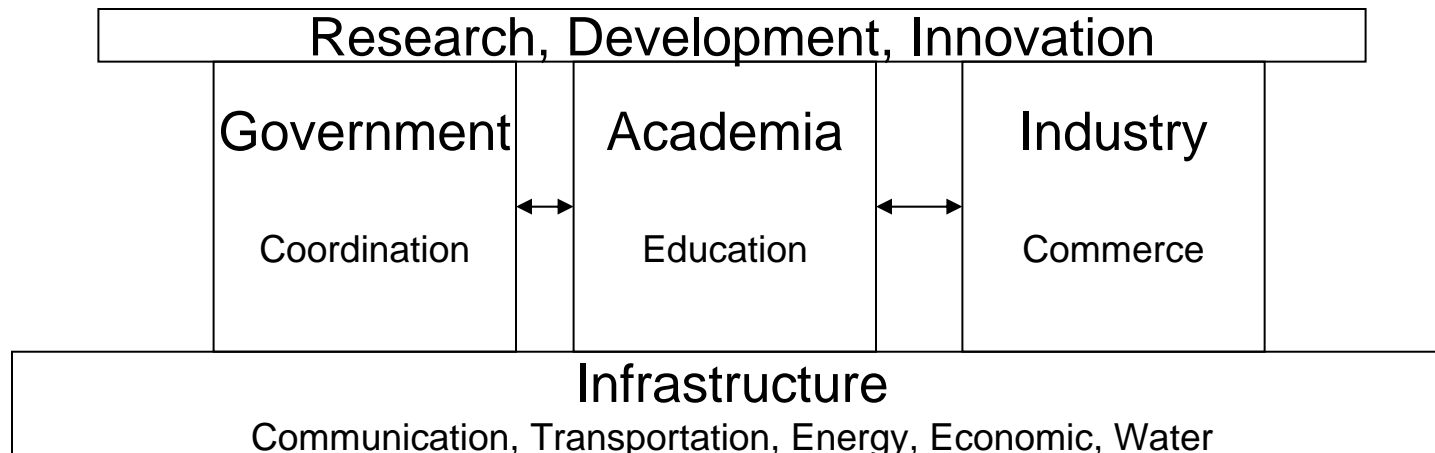 Research, Development, Innovation
Government Academia Industry
Coordination Education Commerce
Infrastructure
Communication, Transportation, Energy, Economic, Water